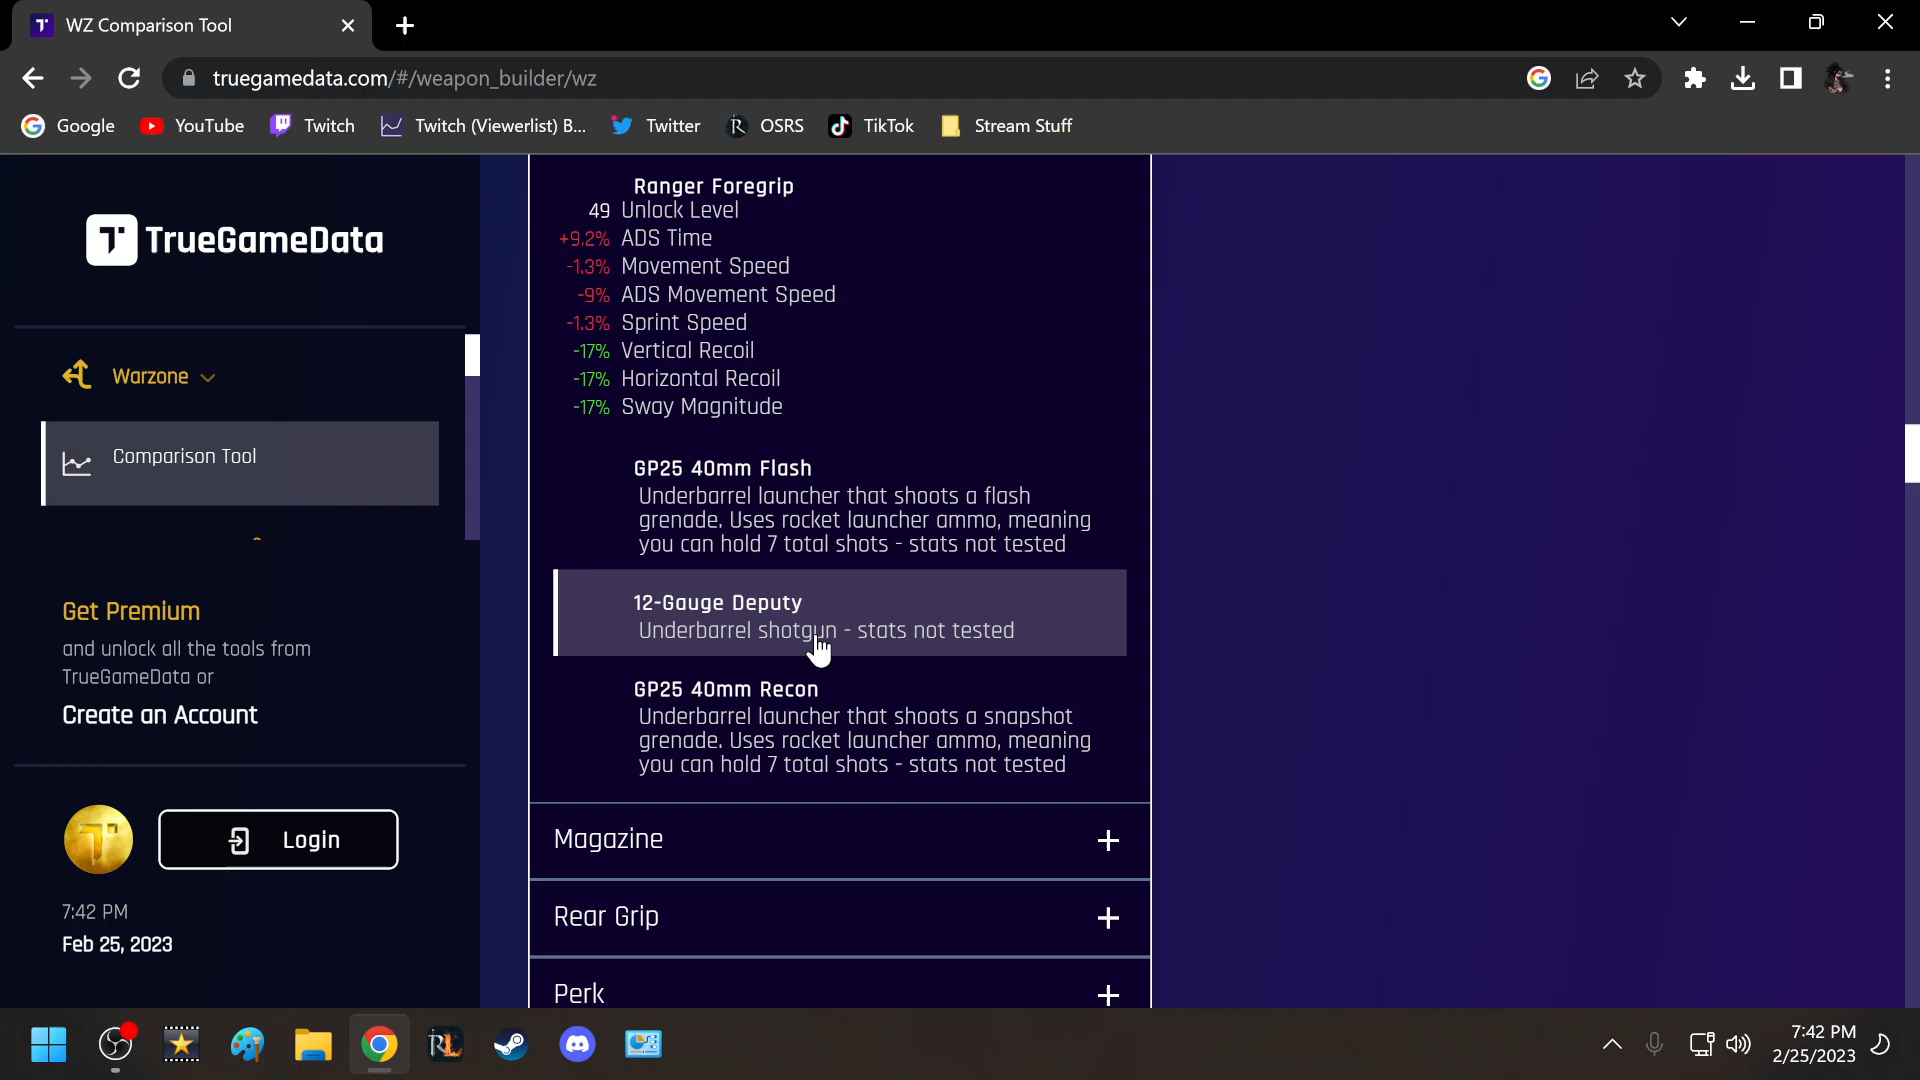 WZ Comparison Tool
truegamedata.com/#/weapon_builder/wz
Google
YouTube
Twitch
Twitch (Viewerlist) B...
Twitter
OSRS
TikTok
Stream Stuff
TrueGameData
Warzone
Comparison Tool
Get Premium
and unlock all the tools from
TrueGameData or
Create an Account
Login
7:42 PM
Feb 25, 2023
Ranger Foregrip
49 Unlock Level
+9.2% ADS Time
-1.3% Movement Speed
-9% ADS Movement Speed
-1.3% Sprint Speed
-17% Vertical Recoil
-17% Horizontal Recoil
-17% Sway Magnitude
GP25 40mm Flash
Underbarrel launcher that shoots a flash
grenade. Uses rocket launcher ammo, meaning
you can hold 7 total shots - stats not tested
12-Gauge Deputy
Underbarrel shotgun - stats not tested
GP25 40mm Recon
Underbarrel launcher that shoots a snapshot
grenade. Uses rocket launcher ammo, meaning
you can hold 7 total shots - stats not tested
Magazine +
Rear Grip +
Perk +
7:42 PM
2/25/2023